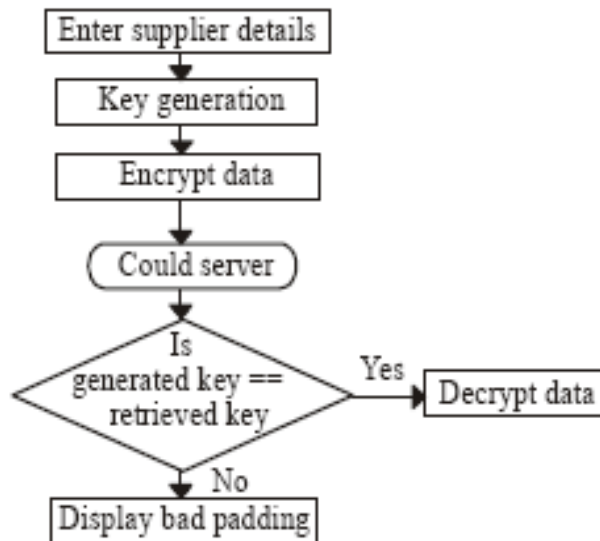 Enter supplier details
Key generation
Encrypt data
Could server
Is
generated key ==
retrieved key
Yes
Decrypt data
No
Display bad padding